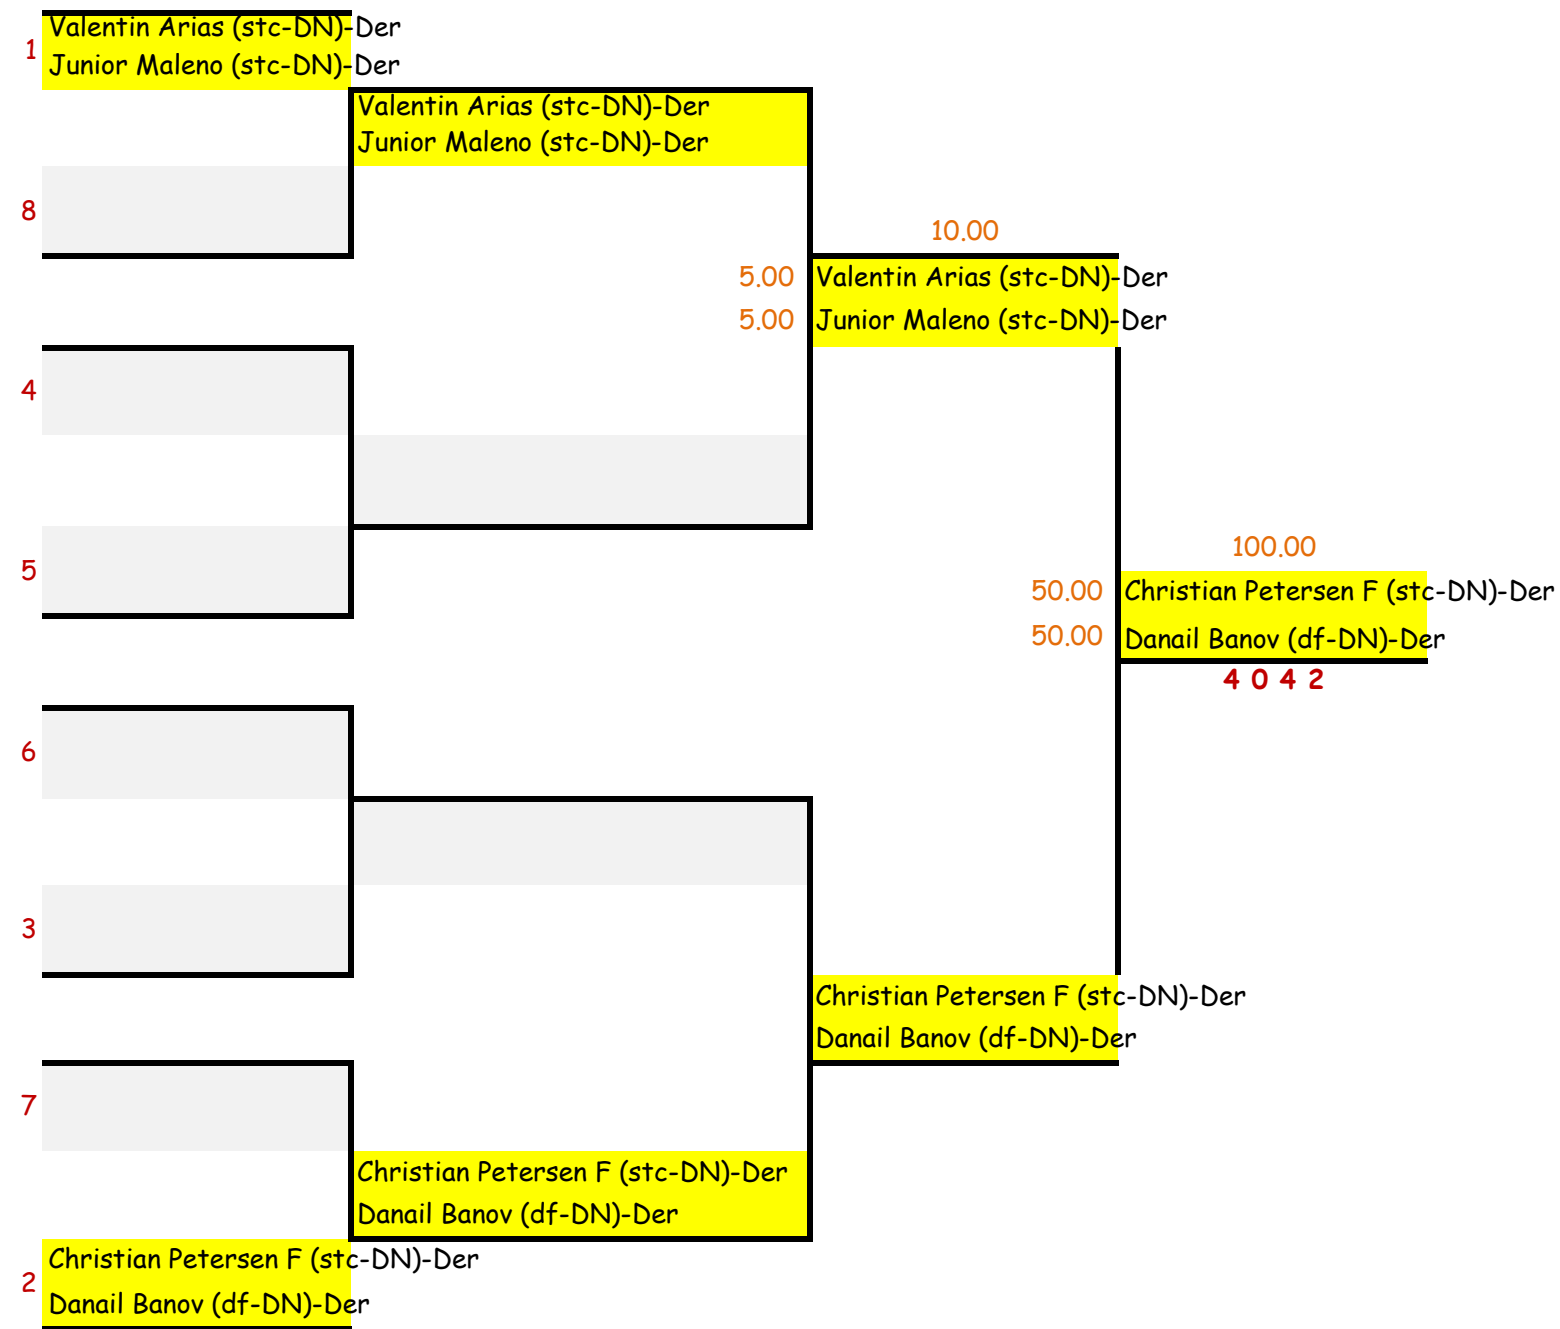 1
Valentin Arias (stc-DN)-Der
Junior Maleno (stc-DN)-Der
Valentin Arias (stc-DN)-Der
Junior Maleno (stc-DN)-Der
8
10.00
5.00 Valentin Arias (stc-DN)-Der
5.00 Junior Maleno (stc-DN)-Der
4
5
100.00
50.00 Christian Petersen F (stc-DN)-Der
50.00 Danail Banov (df-DN)-Der
4 0 4 2
6
3
Christian Petersen F (stc-DN)-Der
Danail Banov (df-DN)-Der
7
Christian Petersen F (stc-DN)-Der
Danail Banov (df-DN)-Der
2
Christian Petersen F (stc-DN)-Der
Danail Banov (df-DN)-Der